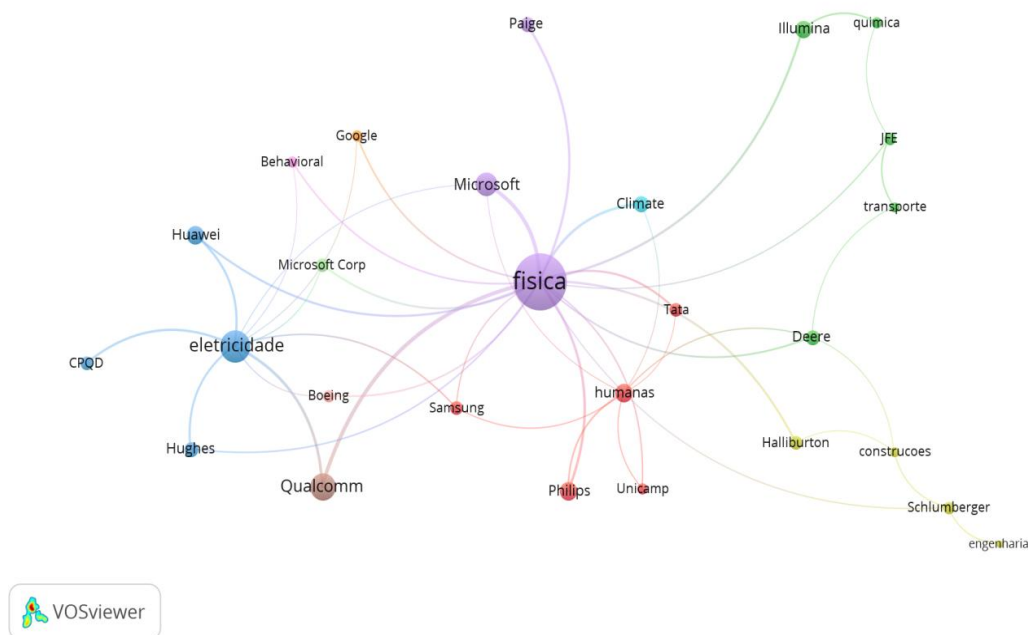 Paige
Illumina
quimica
Google
JFE
Behavioral
Microsoft
Climate
transporte
Huawei
Microsoft Corp
fisica
Tata
Deere
eletricidade
CPQD
Boeing
Samsung
humanas
Hughes
Halliburton
construcoes
Qualcomm
Philips
Unicamp
Schlumberger
engenharia
VOSviewer